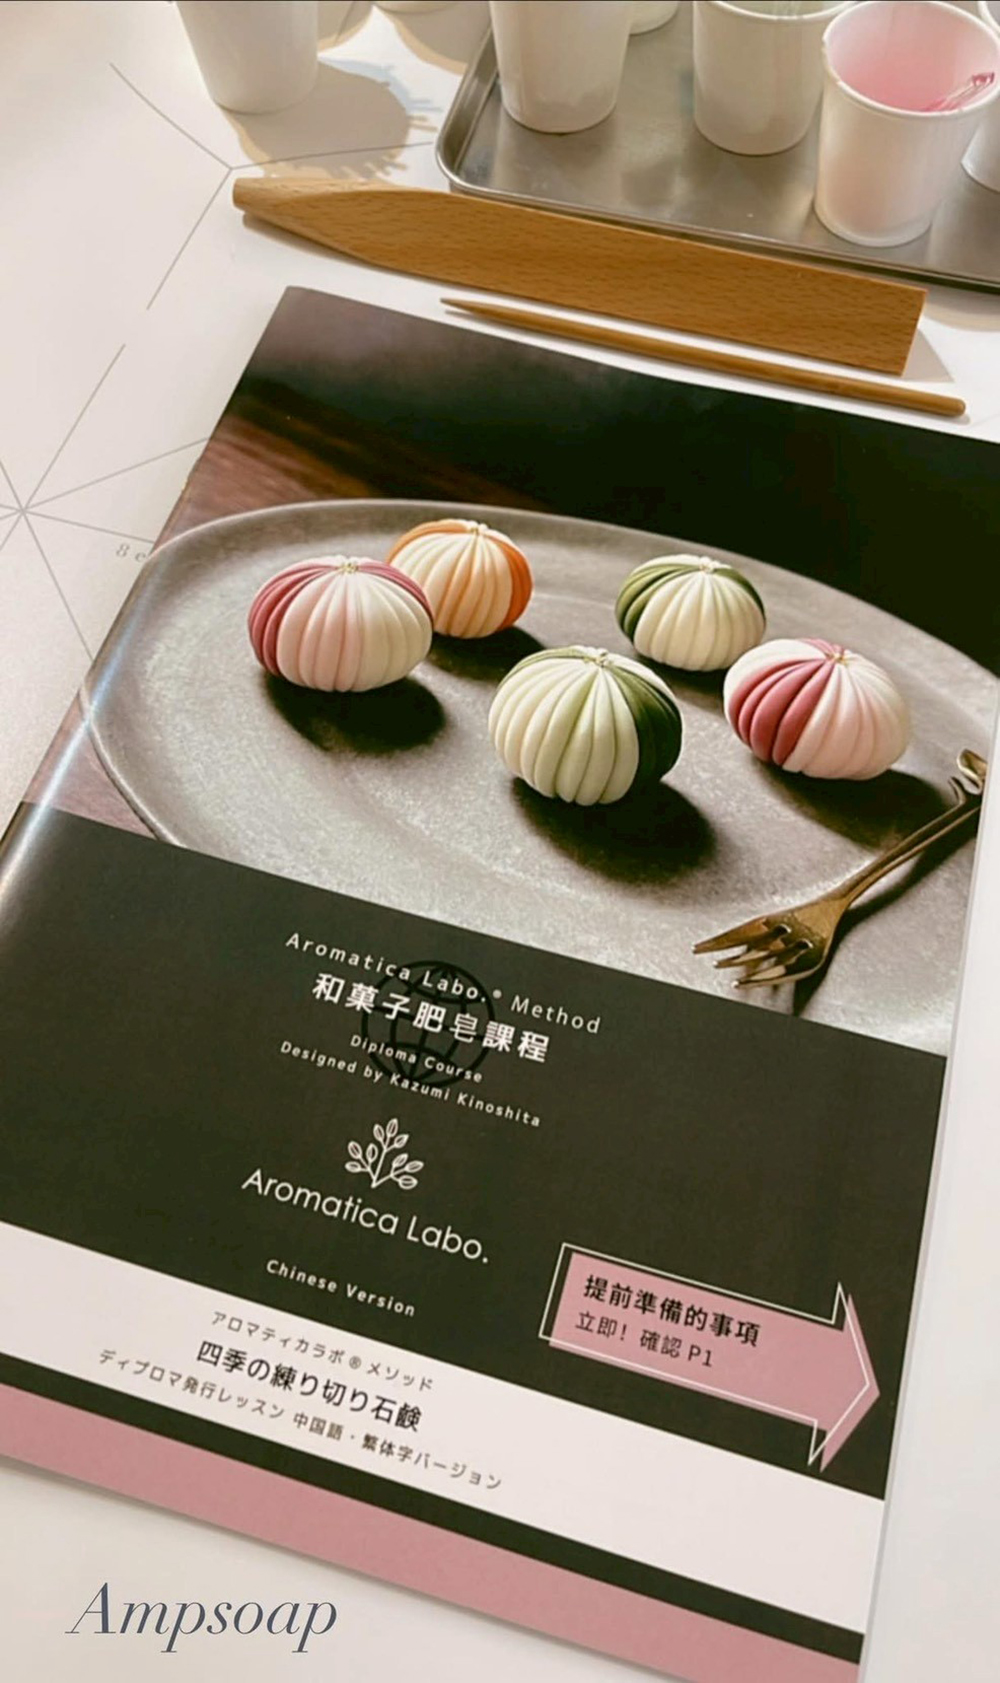 Aromatica Labo.® Method
和菓子肥皂課程
Diploma Course
Designed by Kazumi Kinoshita
Aromatica Labo.
Chinese Version
提前準備的事項
立即！確認 P1
アロマティカラボ®メソッド
四季の練り切り石鹸
ディプロマ発行レッスン 中国語・繁体字バージョン
Ampsoap